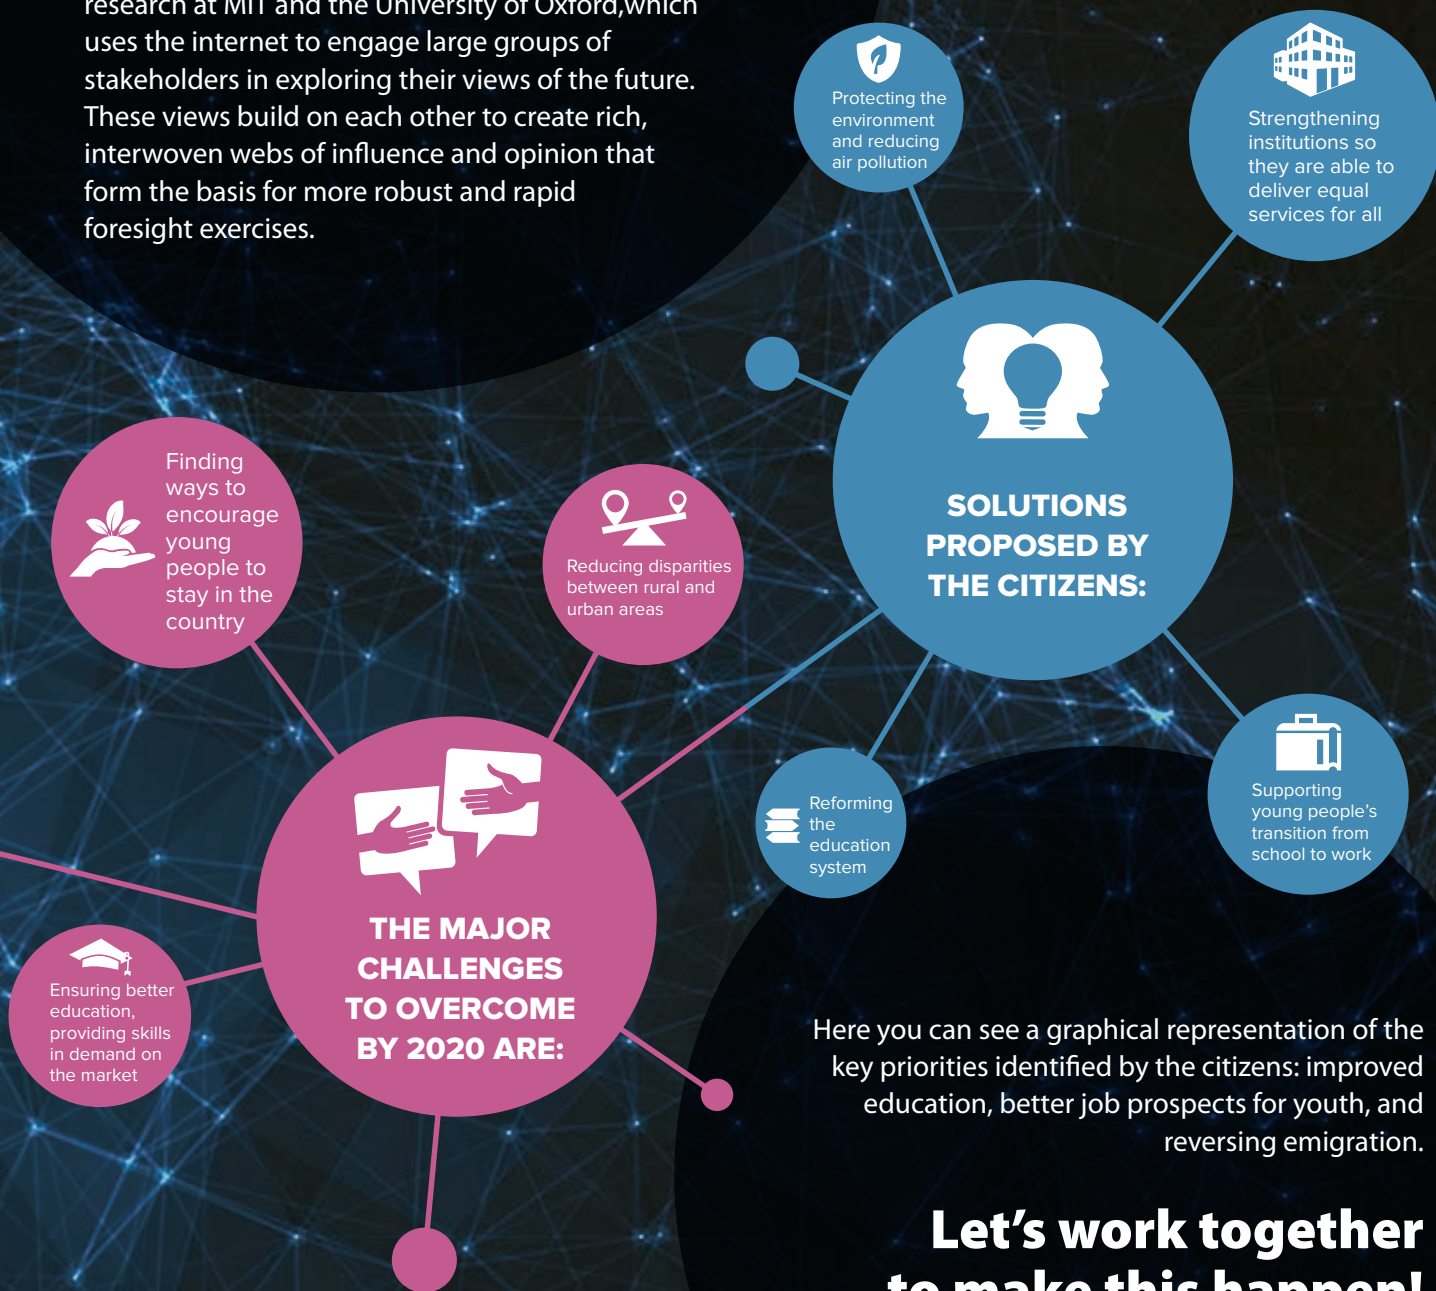 research at MIT and the University of Oxford,which
uses the internet to engage large groups of
stakeholders in exploring their views of the future.
These views build on each other to create rich,
interwoven webs of influence and opinion that
form the basis for more robust and rapid
foresight exercises.
Protecting the
environment
and reducing
air pollution
Strengthening
institutions so
they are able to
deliver equal
services for all
SOLUTIONS
PROPOSED BY
THE CITIZENS:
Finding
ways to
encourage
young
people to
stay in the
country
Reducing disparities
between rural and
urban areas
Reforming
the
education
system
Supporting
young people’s
transition from
school to work
THE MAJOR
CHALLENGES
TO OVERCOME
BY 2020 ARE:
Ensuring better
education,
providing skills
in demand on
the market
Here you can see a graphical representation of the
key priorities identified by the citizens: improved
education, better job prospects for youth, and
reversing emigration.
Let’s work together
to make this happen!